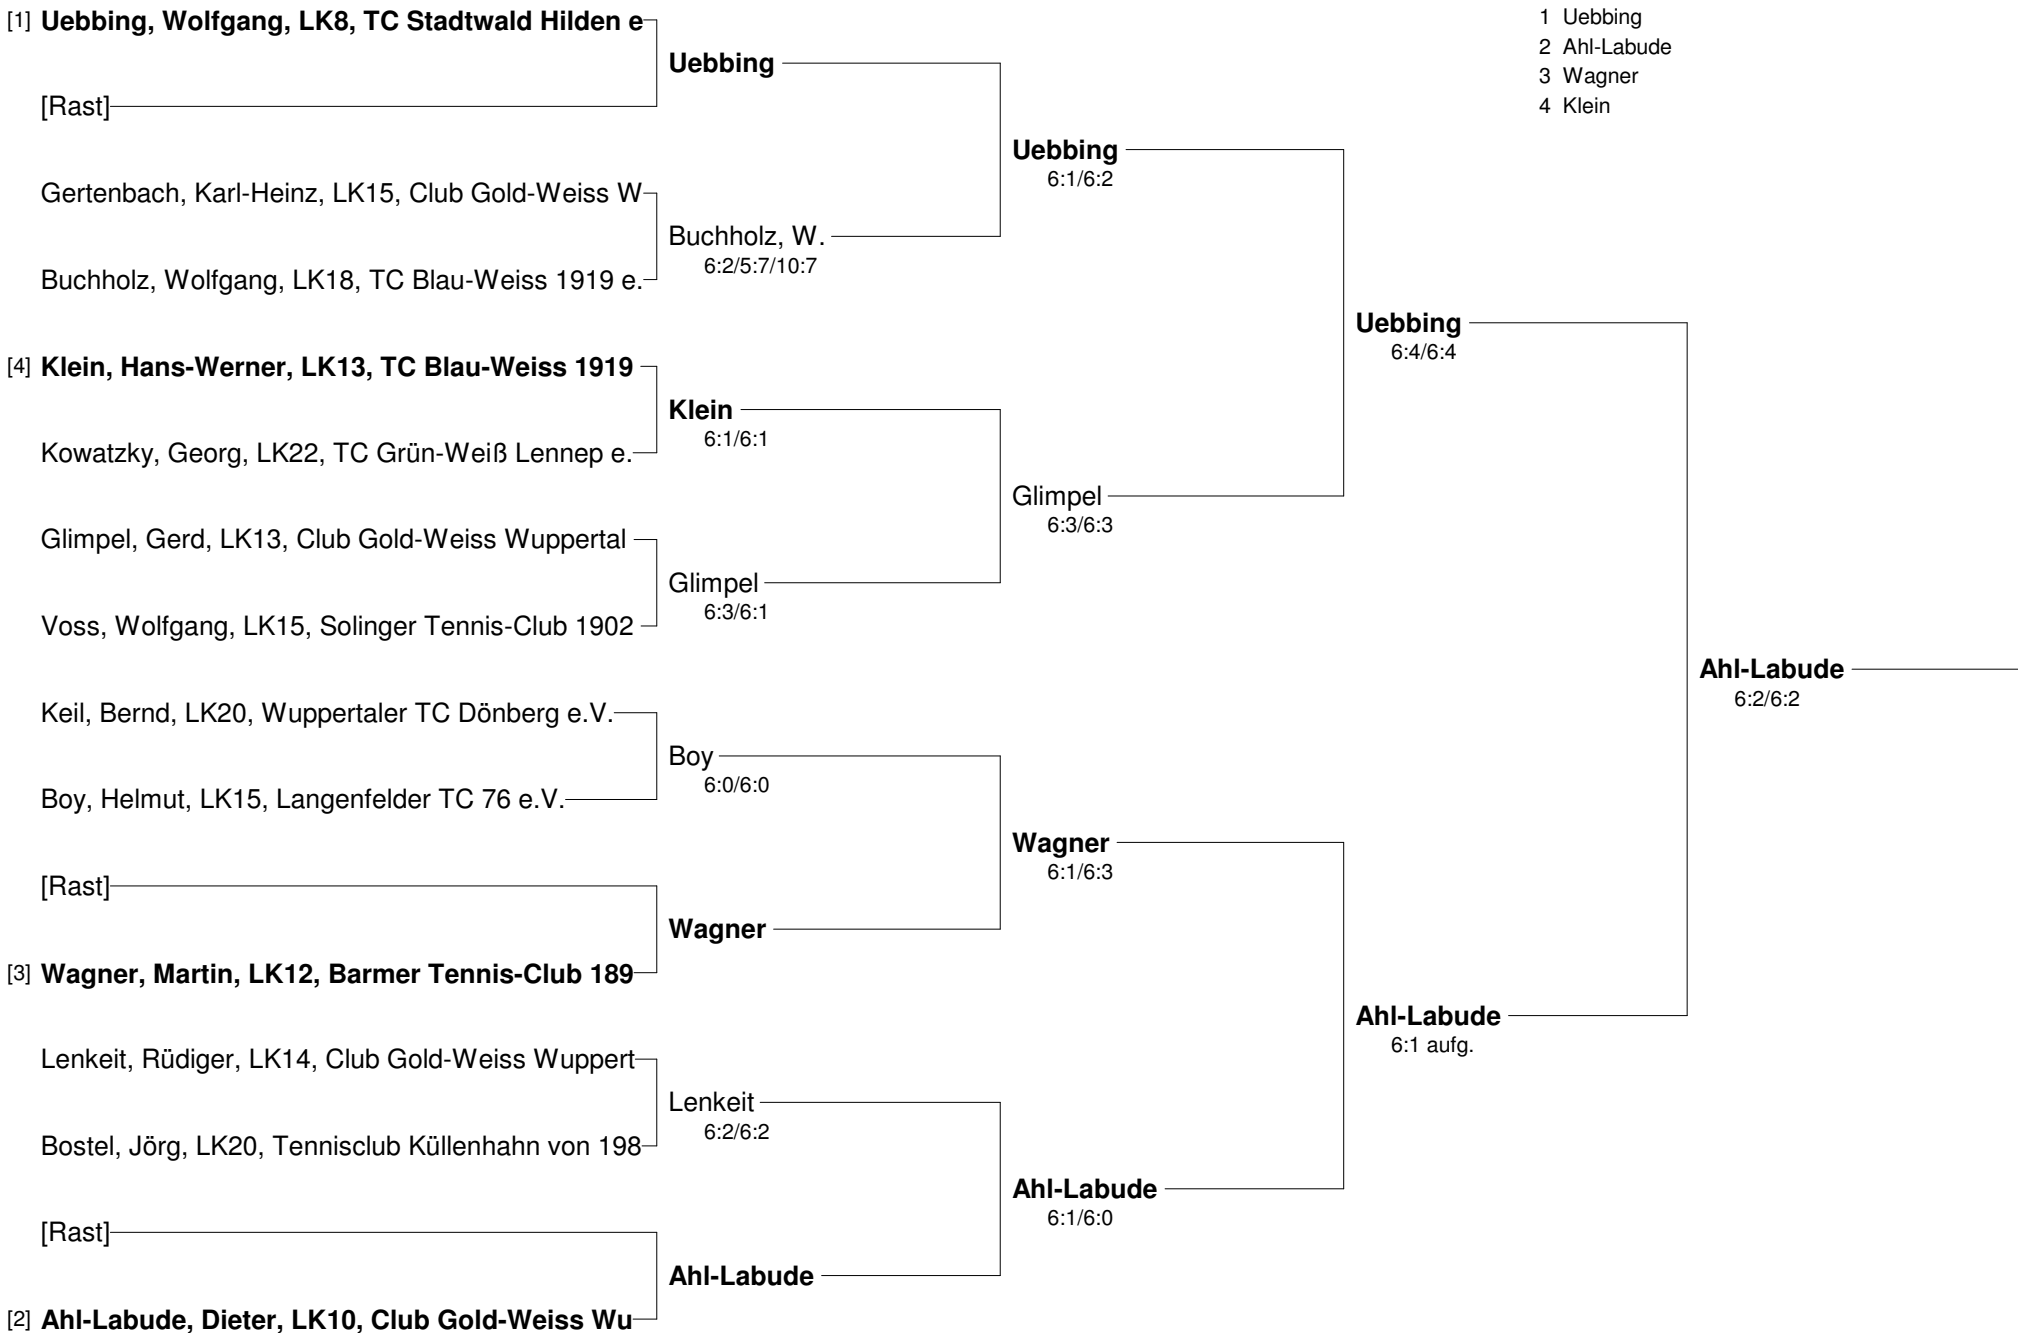 [1] Uebbing, Wolfgang, LK8, TC Stadtwald Hilden e
[Rast]
Gertenbach, Karl-Heinz, LK15, Club Gold-Weiss W
Buchholz, Wolfgang, LK18, TC Blau-Weiss 1919 e.
[4] Klein, Hans-Werner, LK13, TC Blau-Weiss 1919
Kowatzky, Georg, LK22, TC Grün-Weiß Lennep e.
Glimpel, Gerd, LK13, Club Gold-Weiss Wuppertal
Voss, Wolfgang, LK15, Solinger Tennis-Club 1902
Keil, Bernd, LK20, Wuppertaler TC Dönberg e.V.
Boy, Helmut, LK15, Langenfelder TC 76 e.V.
[Rast]
[3] Wagner, Martin, LK12, Barmer Tennis-Club 189
Lenkeit, Rüdiger, LK14, Club Gold-Weiss Wuppert
Bostel, Jörg, LK20, Tennisclub Küllenhahn von 198
[Rast]
[2] Ahl-Labude, Dieter, LK10, Club Gold-Weiss Wu
Uebbing
Buchholz, W.
6:2/5:7/10:7
Klein
6:1/6:1
Glimpel
6:3/6:1
Boy
6:0/6:0
Wagner
Lenkeit
6:2/6:2
Ahl-Labude
Uebbing
6:1/6:2
Glimpel
6:3/6:3
Wagner
6:1/6:3
Ahl-Labude
6:1/6:0
Uebbing
6:4/6:4
Ahl-Labude
6:1 aufg.
Ahl-Labude
6:2/6:2
1 Uebbing
2 Ahl-Labude
3 Wagner
4 Klein